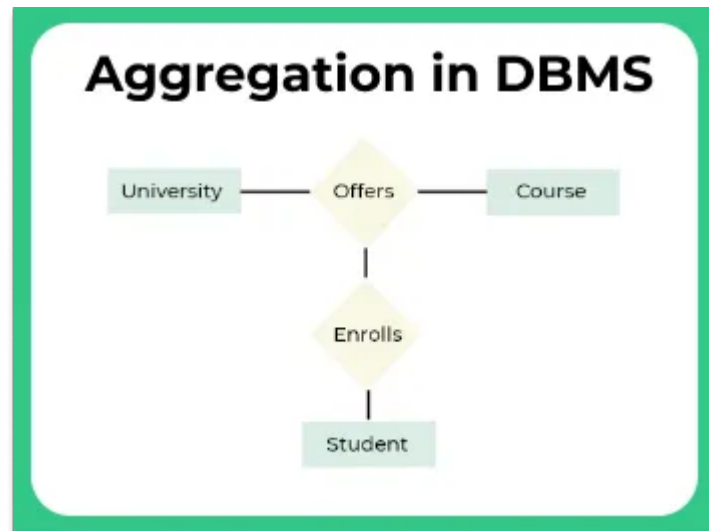 Aggregation in DBMS
University
Offers
Course
Enrolls
Student